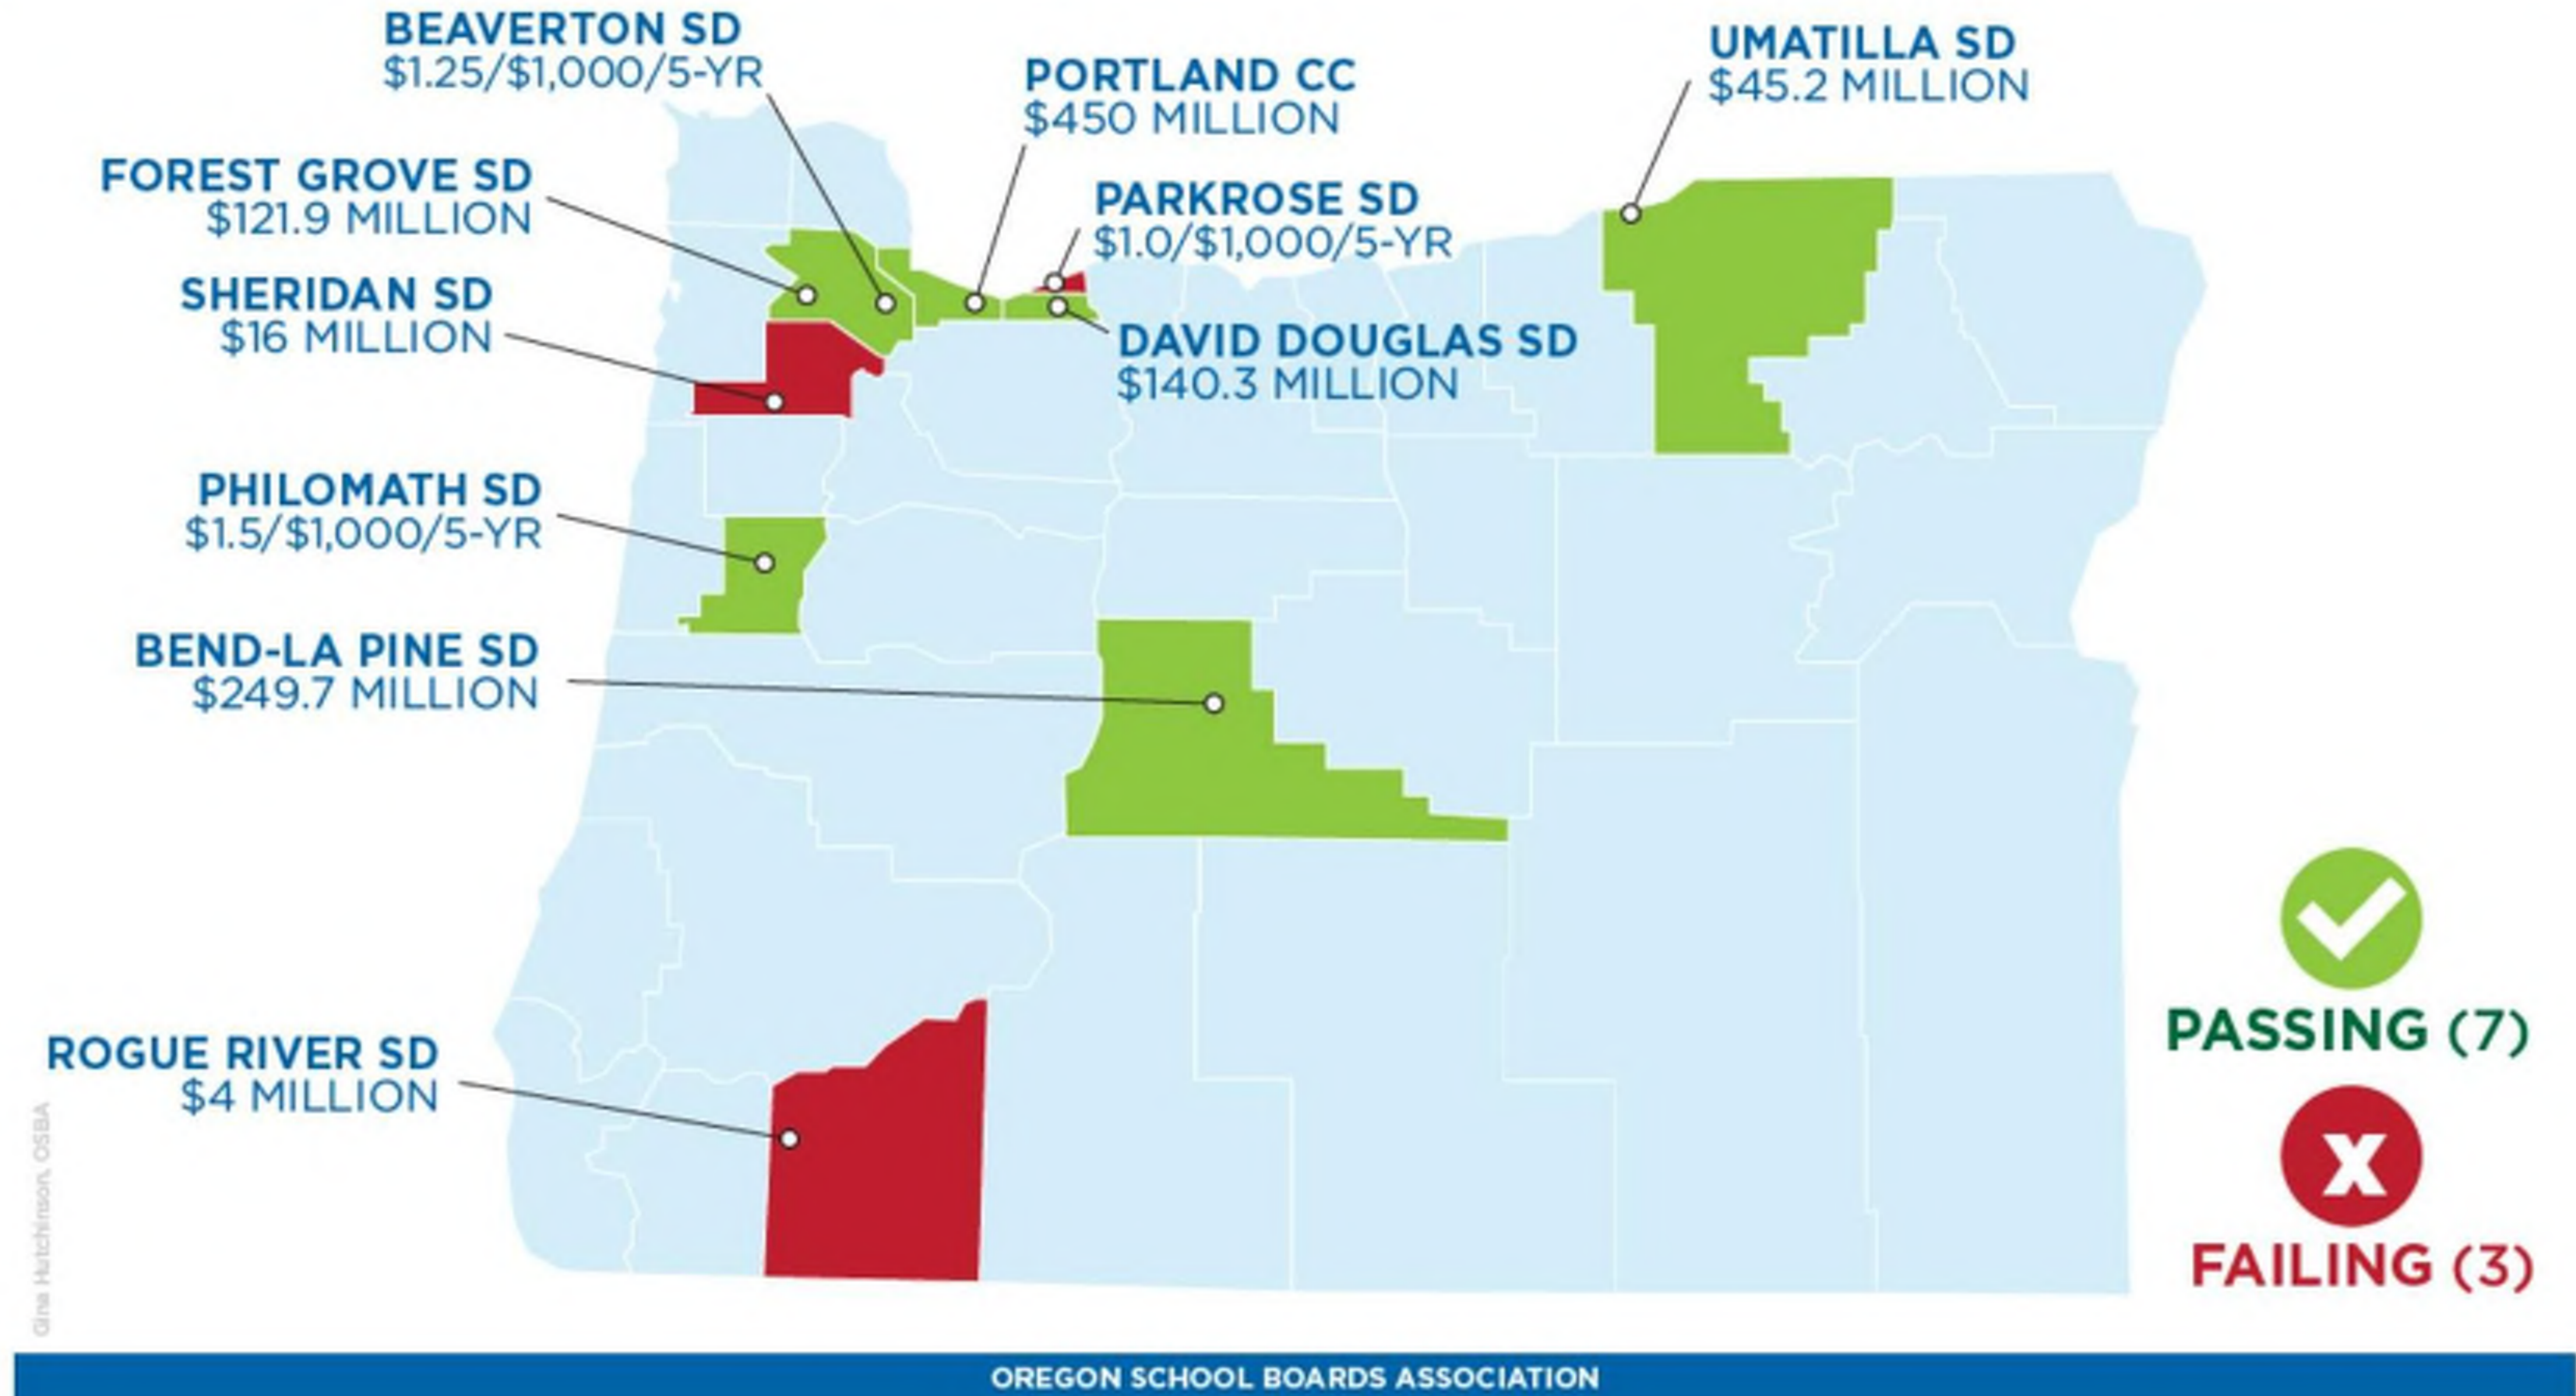 BEAVERTON SD
$1.25/$1,000/5-YR
PORTLAND CC
$450 MILLION
UMATILLA SD
$45.2 MILLION
FOREST GROVE SD
$121.9 MILLION
PARKROSE SD
$1.0/$1,000/5-YR
SHERIDAN SD
$16 MILLION
DAVID DOUGLAS SD
$140.3 MILLION
PHILOMATH SD
$1.5/$1,000/5-YR
BEND-LA PINE SD
$249.7 MILLION
ROGUE RIVER SD
$4 MILLION
PASSING (7)
X
FAILING (3)
Gina Hutchinson, OSBA
OREGON SCHOOL BOARDS ASSOCIATION